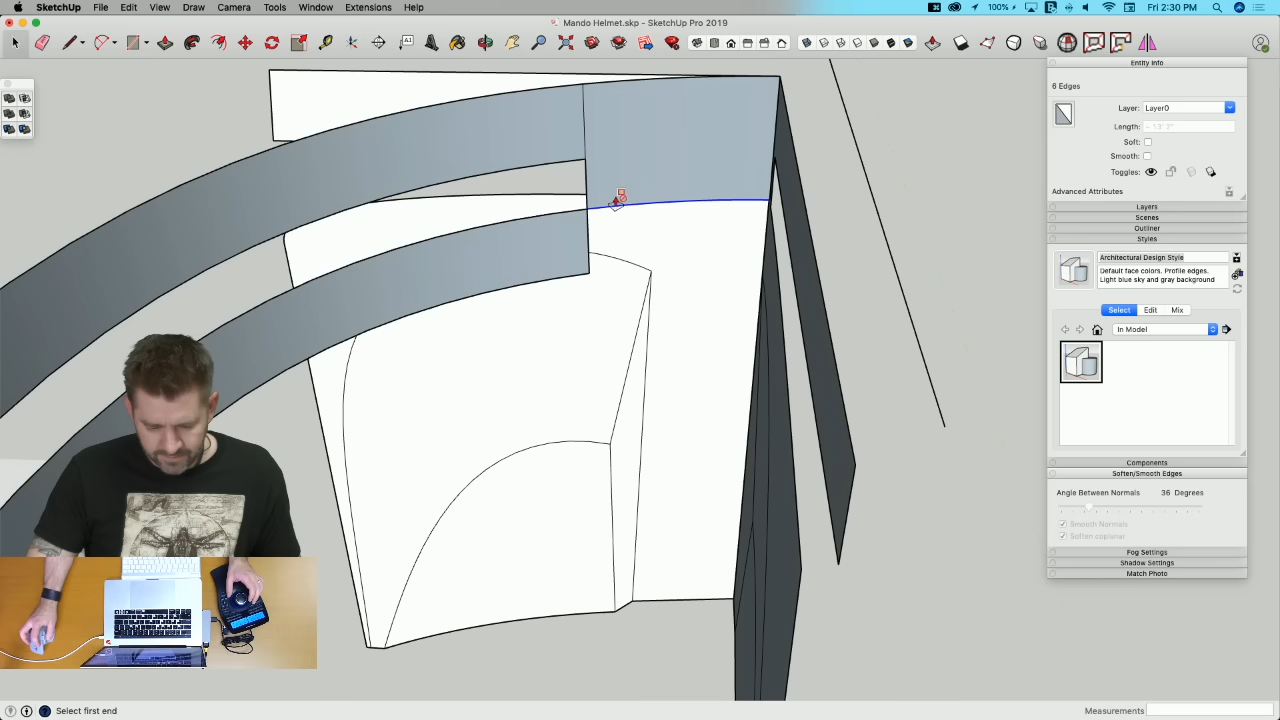 SketchUp File Edit View Draw Camera Tools Window Extensions Help
100% Fri 2:30 PM
Mando Helmet.skp - SketchUp Pro 2019
Entity Info
6 Edges
Layer: Layer0
Length: ~ 13' 2"
Soft:
Smooth:
Toggles:
Advanced Attributes
Layers
Scenes
Outliner
Styles
Architectural Design Style
Default face colors. Profile edges.
Light blue sky and gray background
Select Edit Mix
In Model
Components
Soften/Smooth Edges
Angle Between Normals 36 Degrees
Smooth Normals
Soften coplanar
Fog Settings
Shadow Settings
Match Photo
Select first end
Measurements